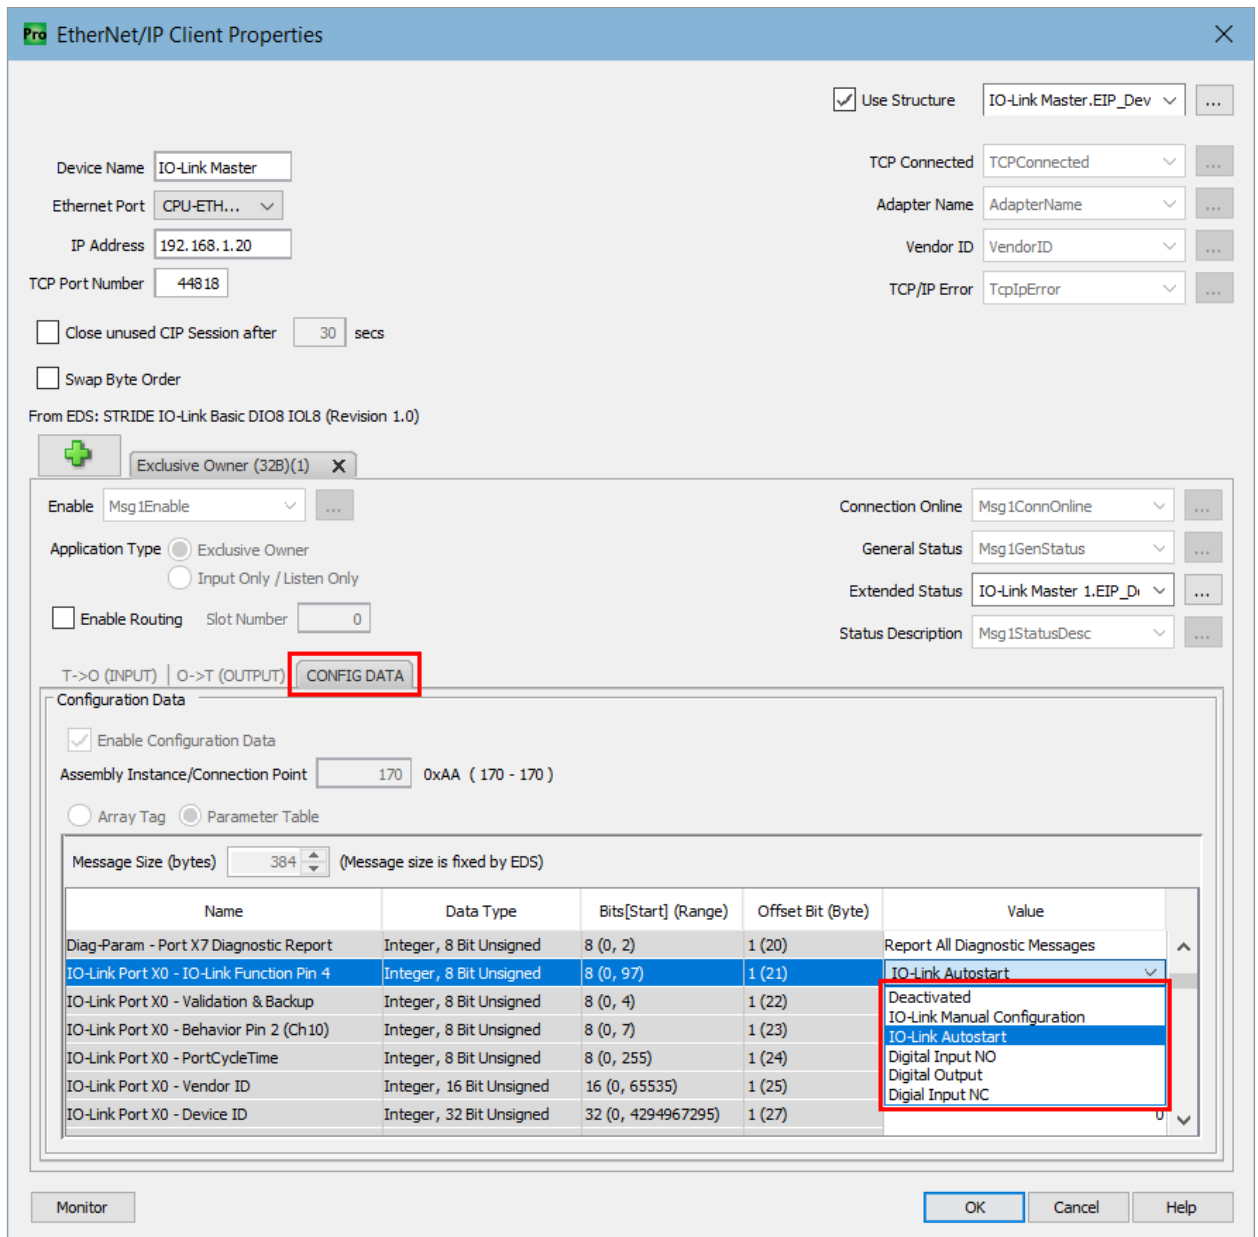 Pro EtherNet/IP Client Properties
Use Structure IO-Link Master.EIP_Dev ...
Device Name IO-Link Master TCP Connected TCPConnected ...
Ethernet Port CPU-ETH... Adapter Name AdapterName ...
IP Address 192.168.1.20 Vendor ID VendorID ...
TCP Port Number 44818 TCP/IP Error TcpIpError ...
Close unused CIP Session after 30 secs
Swap Byte Order
From EDS: STRIDE IO-Link Basic DIO8 IOL8 (Revision 1.0)
Exclusive Owner (32B)(1) X
Enable Msg1Enable ... Connection Online Msg1ConnOnline ...
Application Type Exclusive Owner General Status Msg1GenStatus ...
Input Only / Listen Only Extended Status IO-Link Master 1.EIP_D ...
Enable Routing Slot Number 0 Status Description Msg1StatusDesc ...
T->O (INPUT) O->T (OUTPUT) CONFIG DATA
Configuration Data
Enable Configuration Data
Assembly Instance/Connection Point 170 0xAA ( 170 - 170 )
Array Tag Parameter Table
Message Size (bytes) 384 (Message size is fixed by EDS)
Name Data Type Bits[Start] (Range) Offset Bit (Byte) Value
Diag-Param - Port X7 Diagnostic Report Integer, 8 Bit Unsigned 8 (0, 2) 1 (20) Report All Diagnostic Messages
IO-Link Port X0 - IO-Link Function Pin 4 Integer, 8 Bit Unsigned 8 (0, 97) 1 (21) IO-Link Autostart
IO-Link Port X0 - Validation & Backup Integer, 8 Bit Unsigned 8 (0, 4) 1 (22) Deactivated
IO-Link Manual Configuration
IO-Link Port X0 - Behavior Pin 2 (Ch10) Integer, 8 Bit Unsigned 8 (0, 7) 1 (23) IO-Link Autostart
IO-Link Port X0 - PortCycleTime Integer, 8 Bit Unsigned 8 (0, 255) 1 (24) Digital Input NO
IO-Link Port X0 - Vendor ID Integer, 16 Bit Unsigned 16 (0, 65535) 1 (25) Digital Output
Digial Input NC
IO-Link Port X0 - Device ID Integer, 32 Bit Unsigned 32 (0, 4294967295) 1 (27) 0
Monitor OK Cancel Help